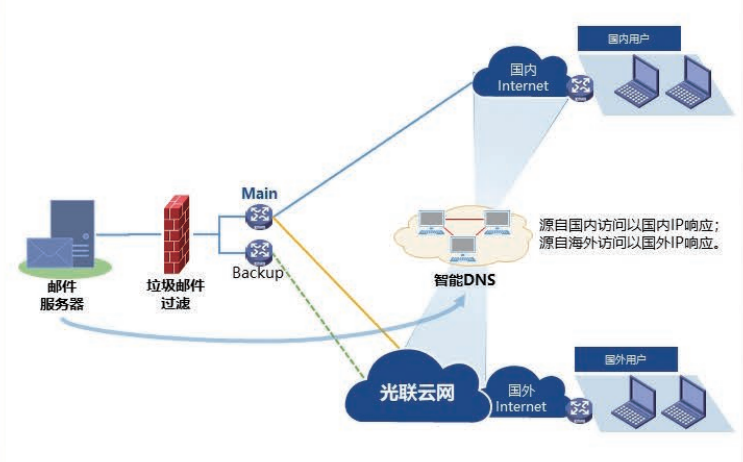 国内用户
国内
Internet
Main
源自国内访问以国内IP响应；
源自海外访问以国外IP响应。
Backup
智能DNS
邮件
服务器
垃圾邮件
过滤
国外用户
光联云网
国外
Internet